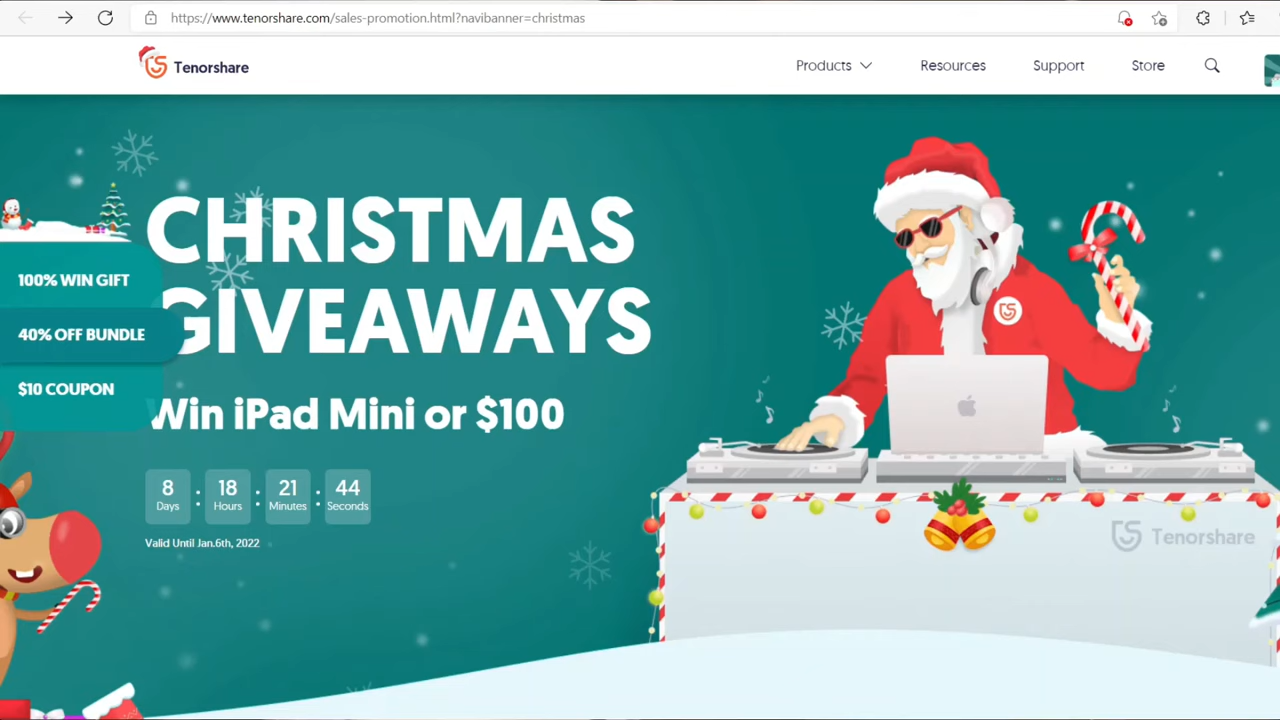 https://www.tenorshare.com/sales-promotion.html?navibanner=christmas
Tenorshare
Products
Resources
Support
Store
CHRISTMAS
GIVEAWAYS
Win iPad Mini or $100
100% WIN GIFT
40% OFF BUNDLE
$10 COUPON
8 : 18 : 21 : 44
Days Hours Minutes Seconds
Valid Until Jan.6th, 2022
Tenorshare